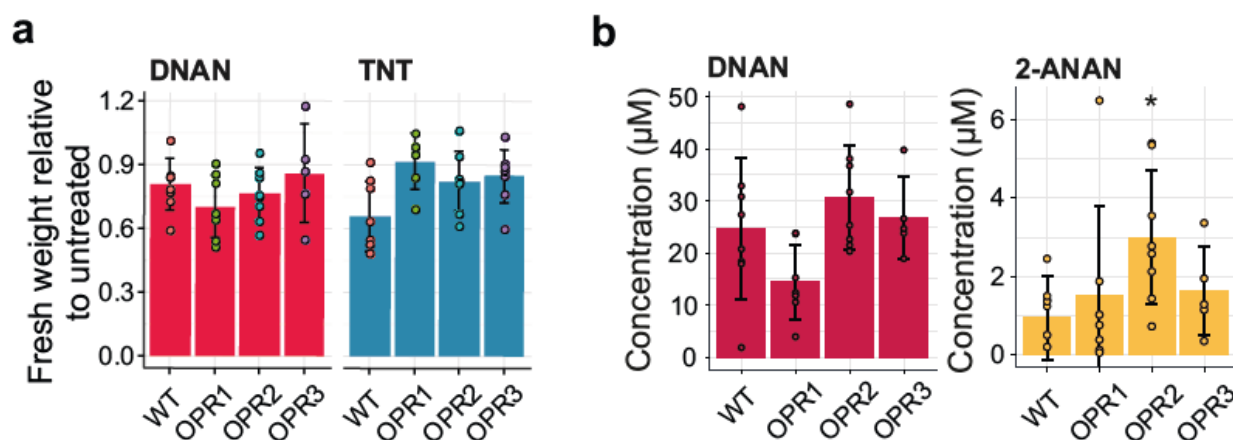 a
DNAN
TNT
Fresh weight relative
to untreated
1.2
0.9
0.6
0.3
0.0
WT
OPR1
OPR2
OPR3
WT
OPR1
OPR2
OPR3
b
DNAN
2-ANAN
Concentration (µM)
50
40
30
20
10
0
WT
OPR1
OPR2
OPR3
Concentration (µM)
6
4
2
0
*
WT
OPR1
OPR2
OPR3